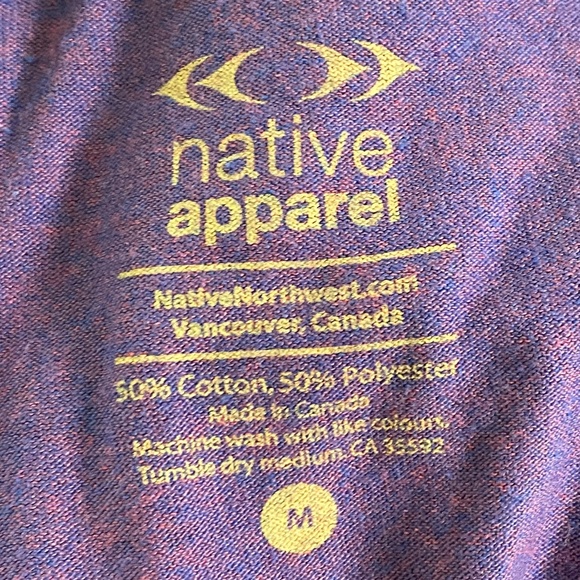 native
apparel
NativeNorthwest.com
Vancouver, Canada
50% Cotton, 50% Polyester
Made in Canada
Machine wash with like colours.
Tumble dry medium. CA 35592
M